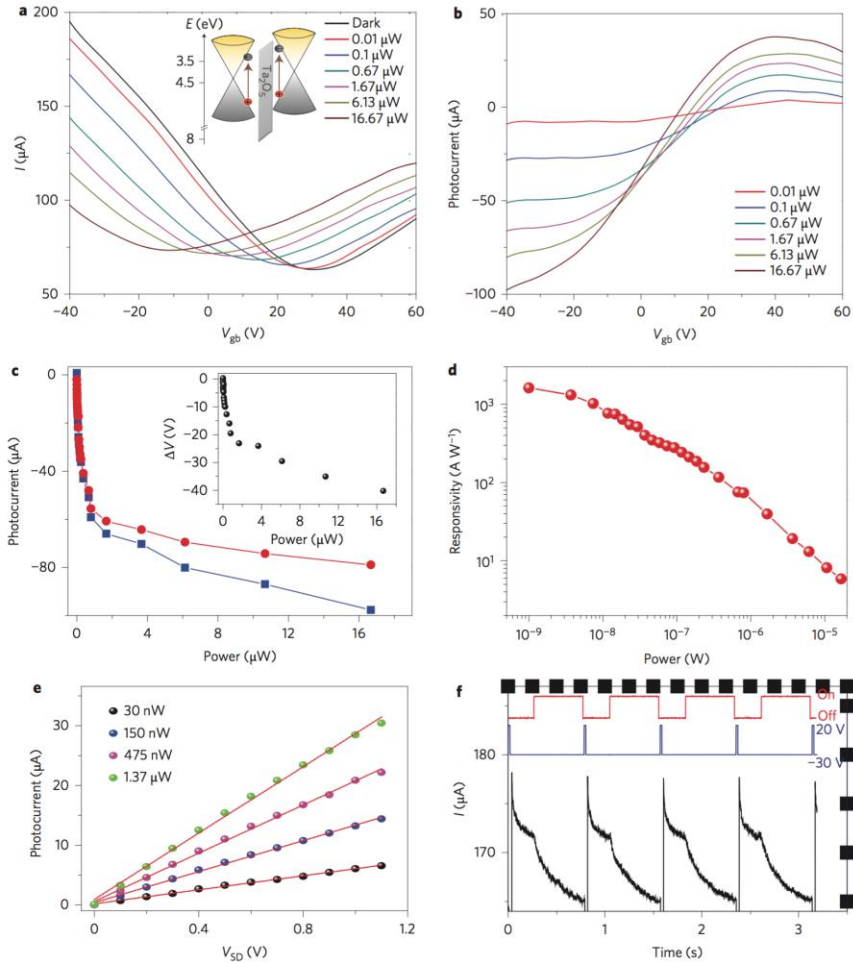 a
200
150
100
50
I (μA)
−40
−20
0
20
40
60
V_gb (V)
E (eV)
3.5
4.5
8
Ta₂O₅
Dark
0.01 μW
0.1 μW
0.67 μW
1.67μW
6.13 μW
16.67 μW
b
50
0
−50
−100
Photocurrent (μA)
−40
−20
0
20
40
60
V_gb (V)
0.01 μW
0.1 μW
0.67 μW
1.67 μW
6.13 μW
16.67 μW
c
0
−40
−80
Photocurrent (μA)
0
4
8
12
16
Power (μW)
0
−10
−20
−30
−40
ΔV (V)
0
4
8
12
16
Power (μW)
d
10³
10²
10¹
Responsivity (A W⁻¹)
10⁻⁹
10⁻⁸
10⁻⁷
10⁻⁶
10⁻⁵
Power (W)
e
30
20
10
0
Photocurrent (μA)
0
0.4
0.8
1.2
V_SD (V)
30 nW
150 nW
475 nW
1.37 μW
f
On
Off
20 V
−30 V
180
170
I (μA)
0
1
2
3
Time (s)